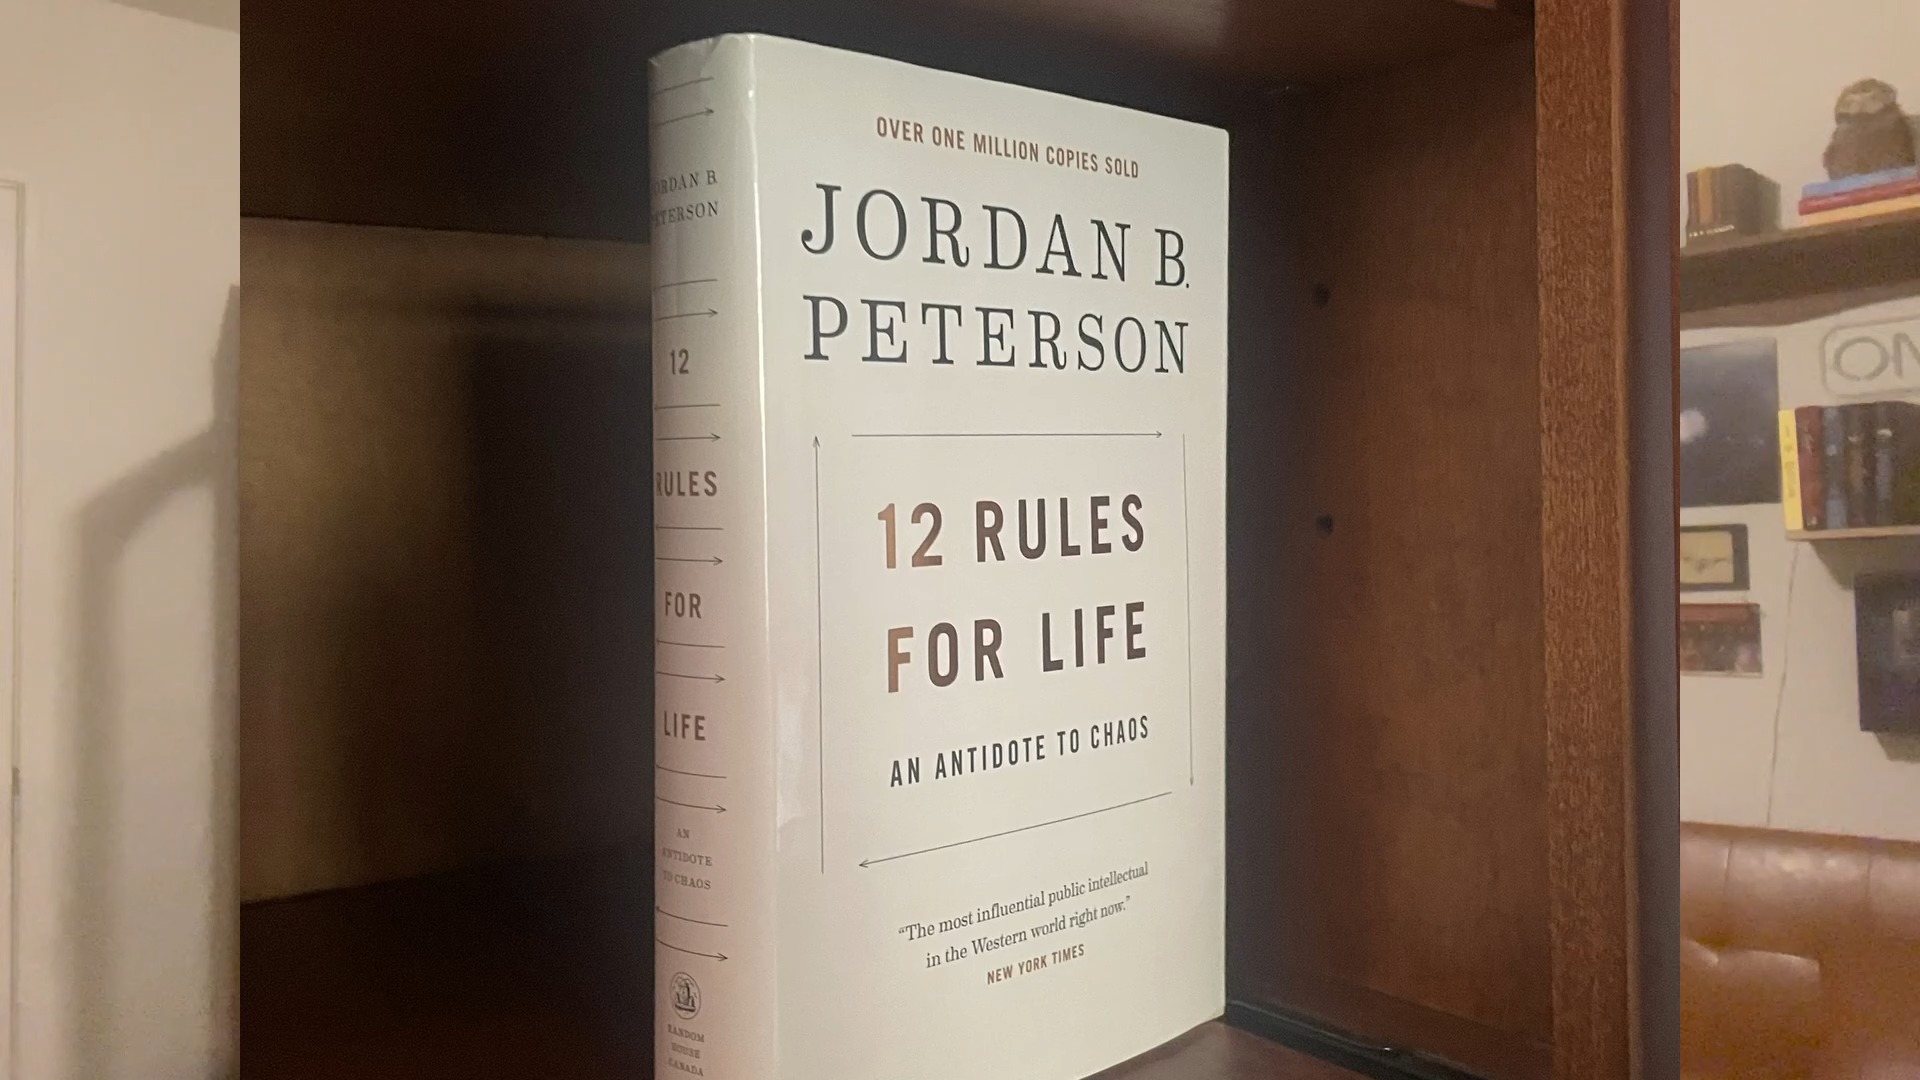 OVER ONE MILLION COPIES SOLD
JORDAN B.
PETERSON
12 RULES
FOR LIFE
AN ANTIDOTE TO CHAOS
“The most influential public intellectual
in the Western world right now.”
NEW YORK TIMES
JORDAN B.
PETERSON
12
RULES
FOR
LIFE
AN
ANTIDOTE
TO CHAOS
RANDOM
HOUSE
CANADA
ON